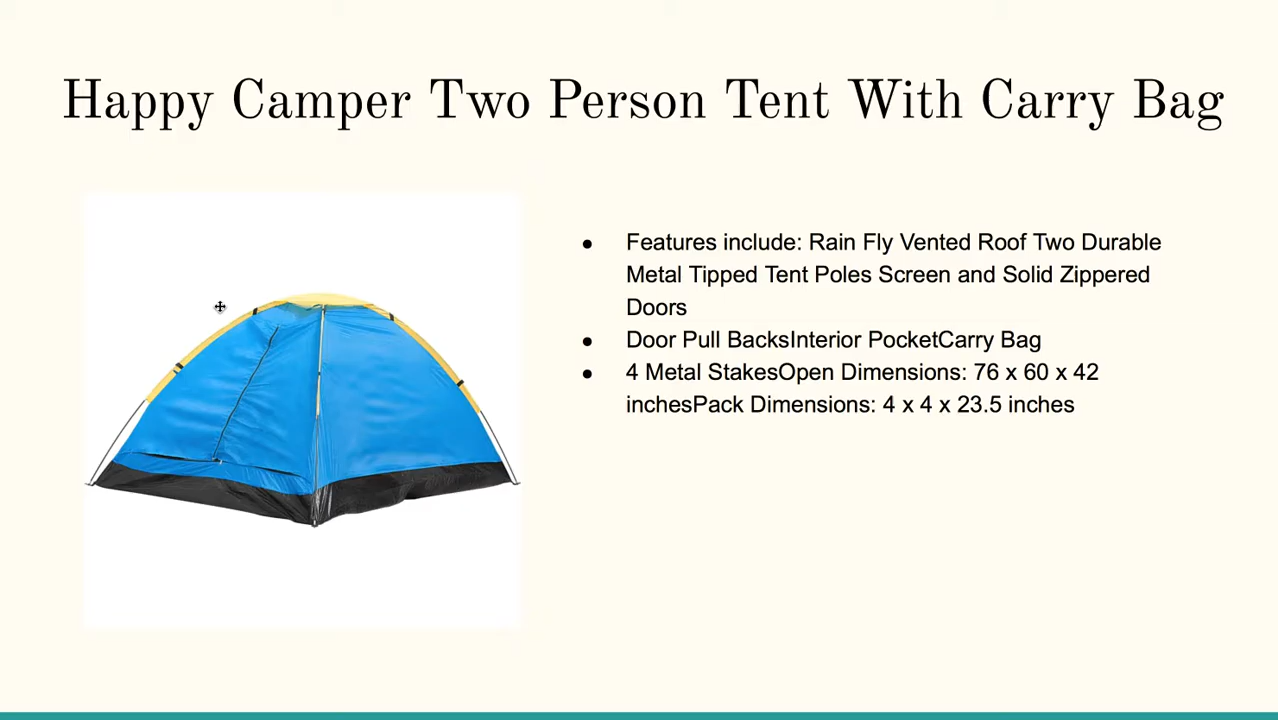 Happy Camper Two Person Tent With Carry Bag
● Features include: Rain Fly Vented Roof Two Durable
Metal Tipped Tent Poles Screen and Solid Zippered
Doors
● Door Pull BacksInterior PocketCarry Bag
● 4 Metal StakesOpen Dimensions: 76 x 60 x 42
inchesPack Dimensions: 4 x 4 x 23.5 inches